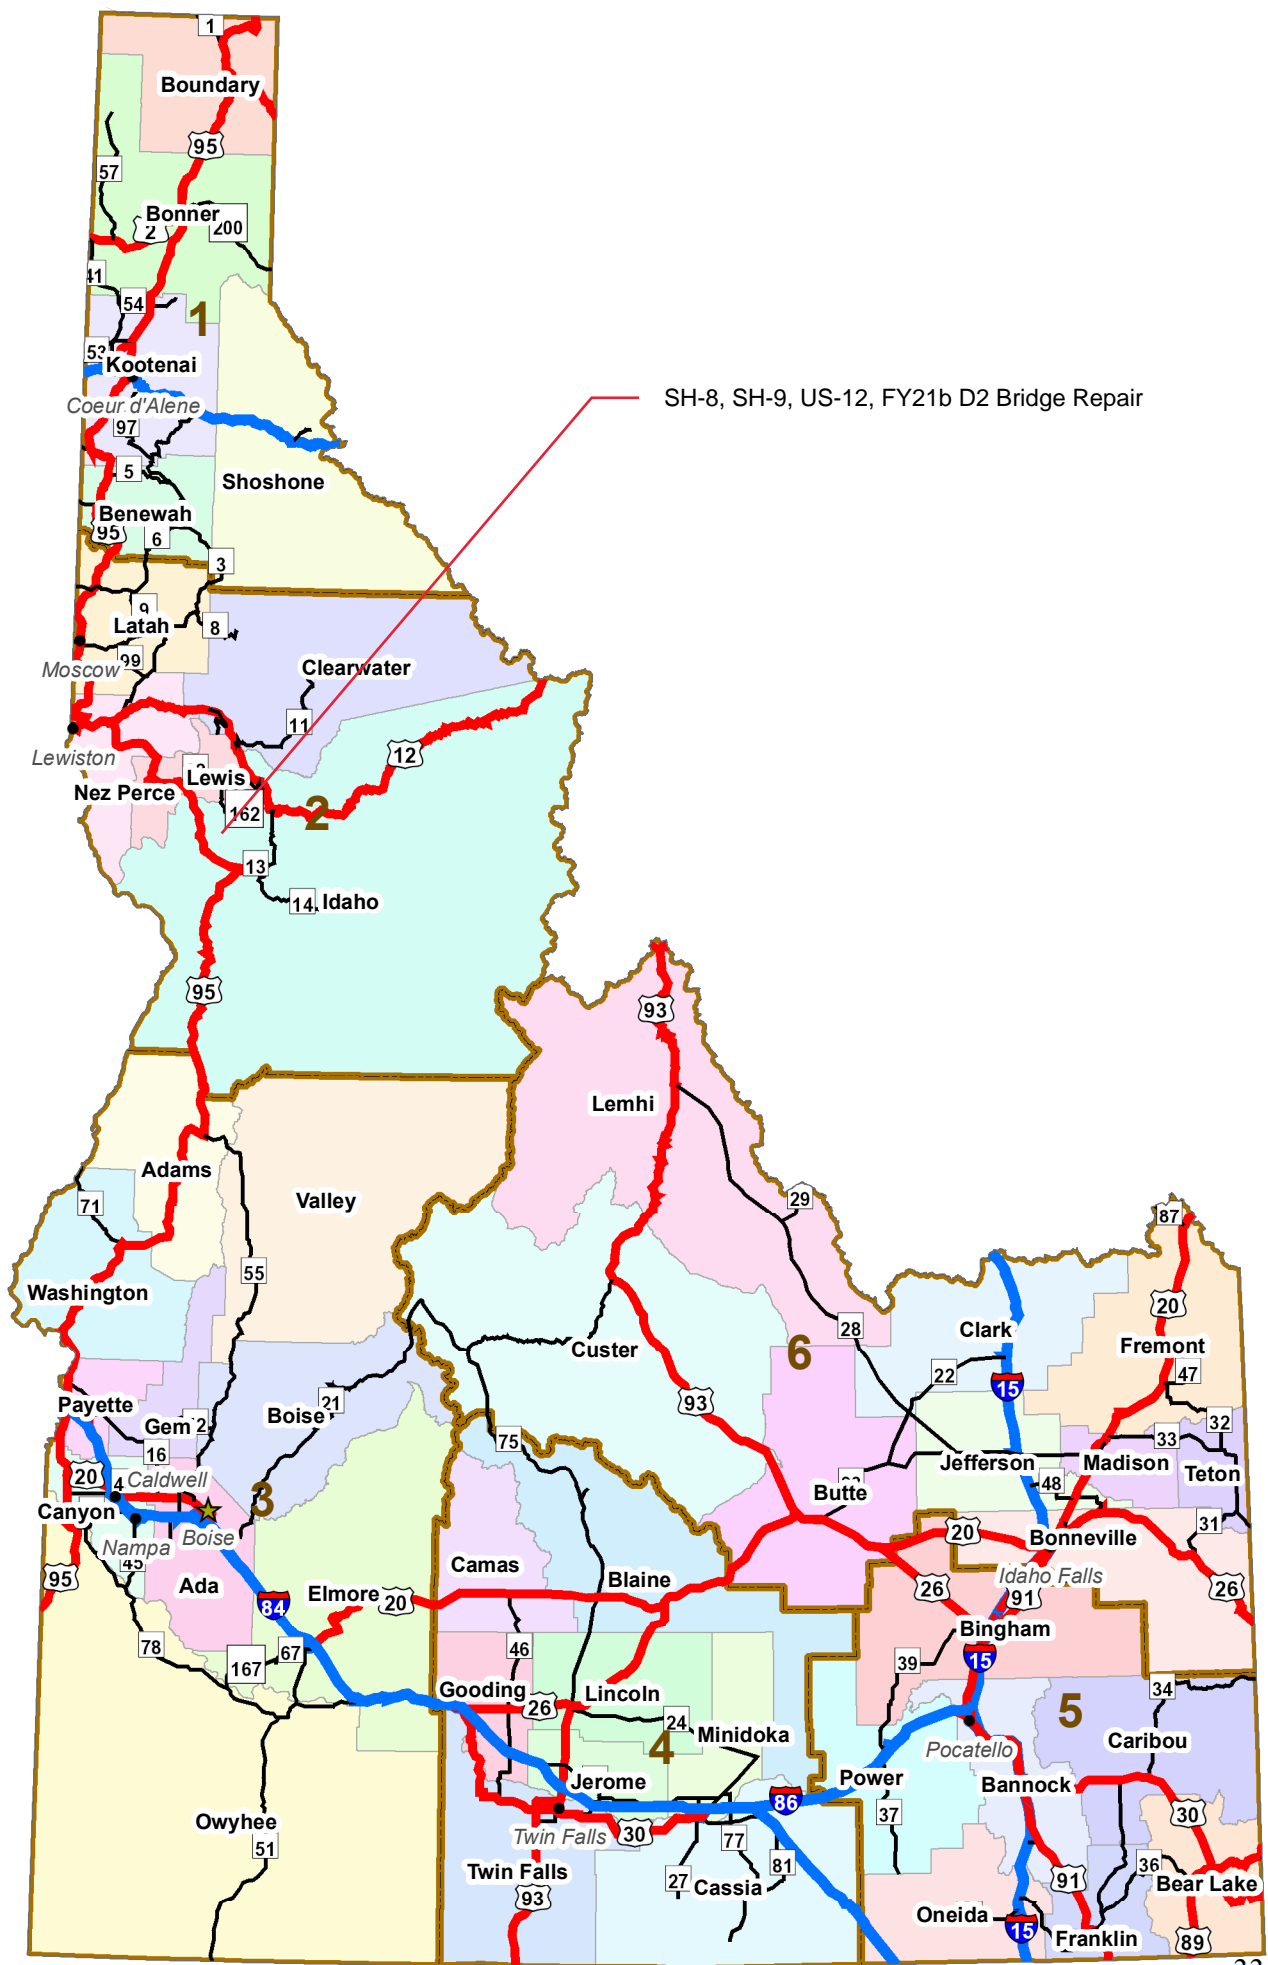 1
Boundary
95
57
Bonner
2
200
41
54
1
53
Kootenai
Coeur d'Alene
SH-8, SH-9, US-12, FY21b D2 Bridge Repair
97
5
Shoshone
Benewah
95
6
3
9
Latah
8
99
Moscow
Clearwater
11
12
Lewiston
Lewis
Nez Perce
162
2
13
14
Idaho
95
93
Lemhi
Adams
71
Valley
29
87
55
Washington
20
28
Clark
Fremont
Custer
6
22
15
47
93
Payette
Boise
21
Gem
32
16
75
33
20
4
Caldwell
Jefferson
Madison
Teton
48
Butte
3
Canyon
Nampa
Boise
45
31
20
Bonneville
95
Ada
Camas
Blaine
Idaho Falls
Elmore
20
26
91
26
84
Bingham
78
167
67
46
39
15
Gooding
26
Lincoln
34
24
Minidoka
4
5
Caribou
Pocatello
Jerome
Power
Bannock
86
37
30
Owyhee
51
Twin Falls
30
77
81
36
Twin Falls
93
27
Cassia
91
Bear Lake
Oneida
15
Franklin
89